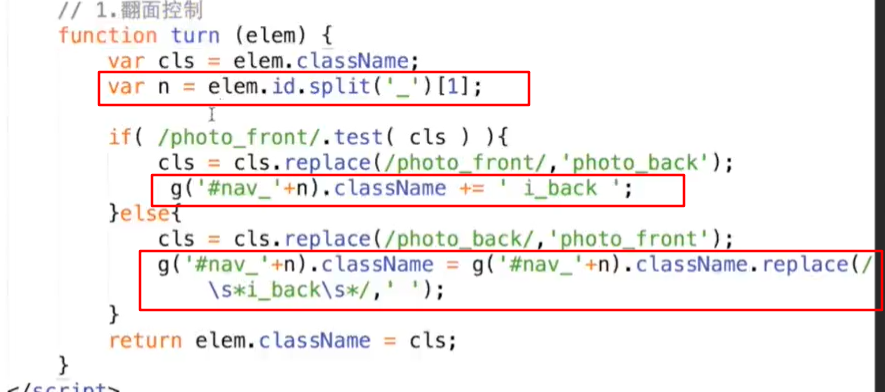 // 1.翻面控制
function turn (elem) {
var cls = elem.className;
var n = elem.id.split('_')[1];
if( /photo_front/.test( cls ) ){
cls = cls.replace(/photo_front/,'photo_back');
g('#nav_'+n).className += ' i_back ';
}else{
cls = cls.replace(/photo_back/,'photo_front');
g('#nav_'+n).className = g('#nav_'+n).className.replace(/
\s*i_back\s*/,' ');
}
return elem.className = cls;
}
</script>